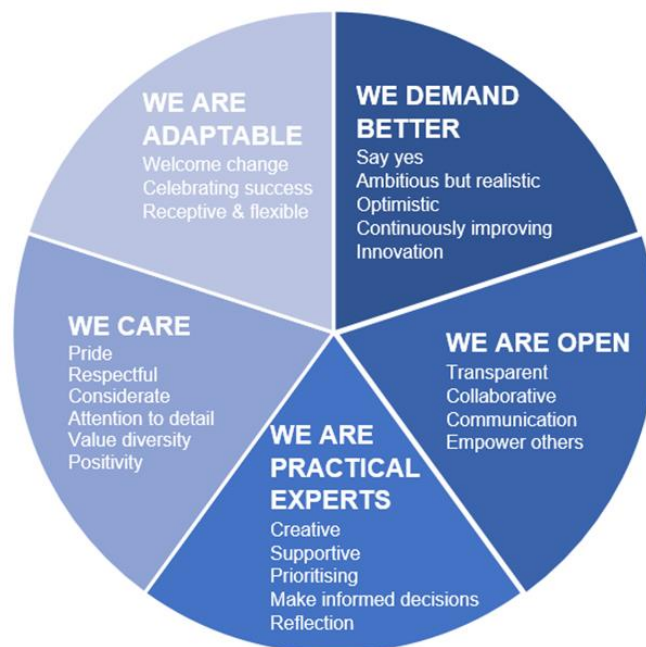 WE ARE
ADAPTABLE
Welcome change
Celebrating success
Receptive & flexible
WE DEMAND
BETTER
Say yes
Ambitious but realistic
Optimistic
Continuously improving
Innovation
WE ARE OPEN
Transparent
Collaborative
Communication
Empower others
WE ARE
PRACTICAL
EXPERTS
Creative
Supportive
Prioritising
Make informed decisions
Reflection
WE CARE
Pride
Respectful
Considerate
Attention to detail
Value diversity
Positivity